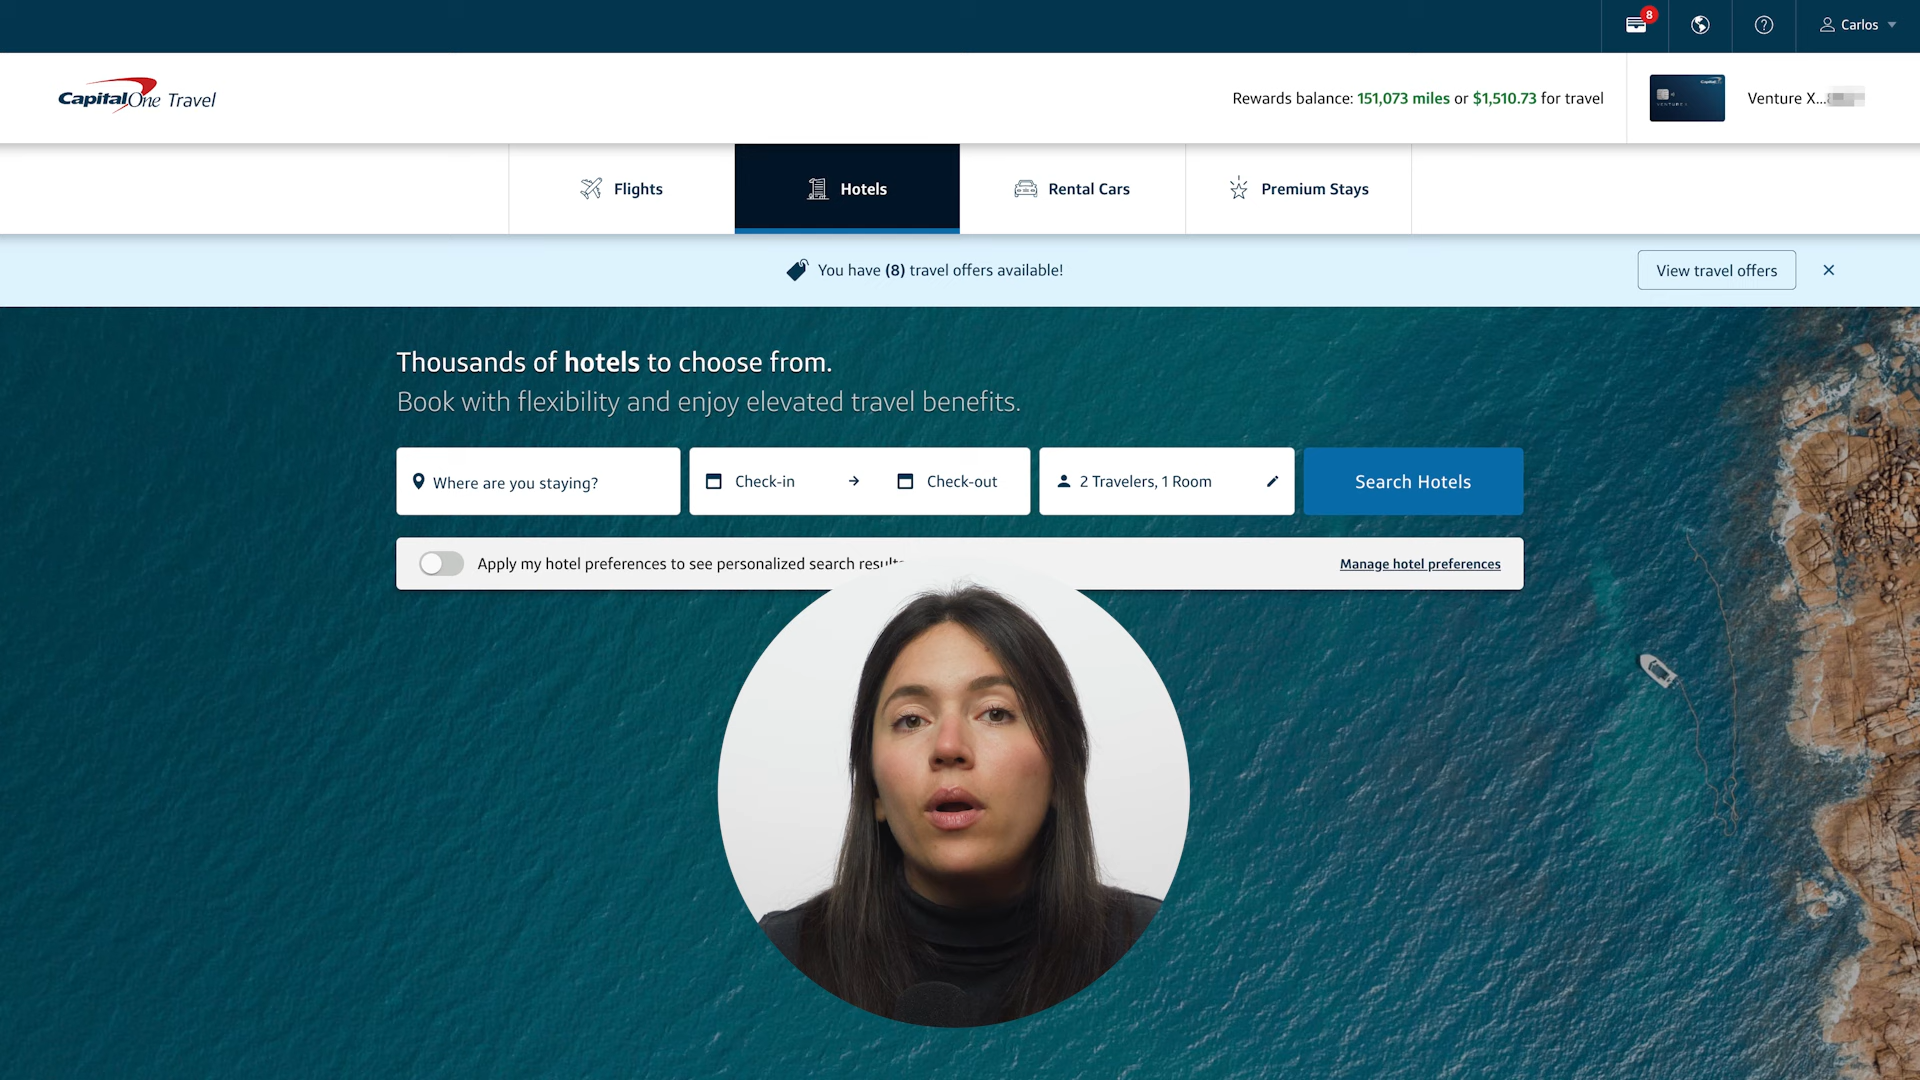 8
Carlos
CapitalOne Travel
Rewards balance: 151,073 miles or $1,510.73 for travel
Venture X...
Flights
Hotels
Rental Cars
Premium Stays
You have (8) travel offers available!
View travel offers
Thousands of hotels to choose from.
Book with flexibility and enjoy elevated travel benefits.
Where are you staying?
Check-in
Check-out
2 Travelers, 1 Room
Search Hotels
Apply my hotel preferences to see personalized search results
Manage hotel preferences